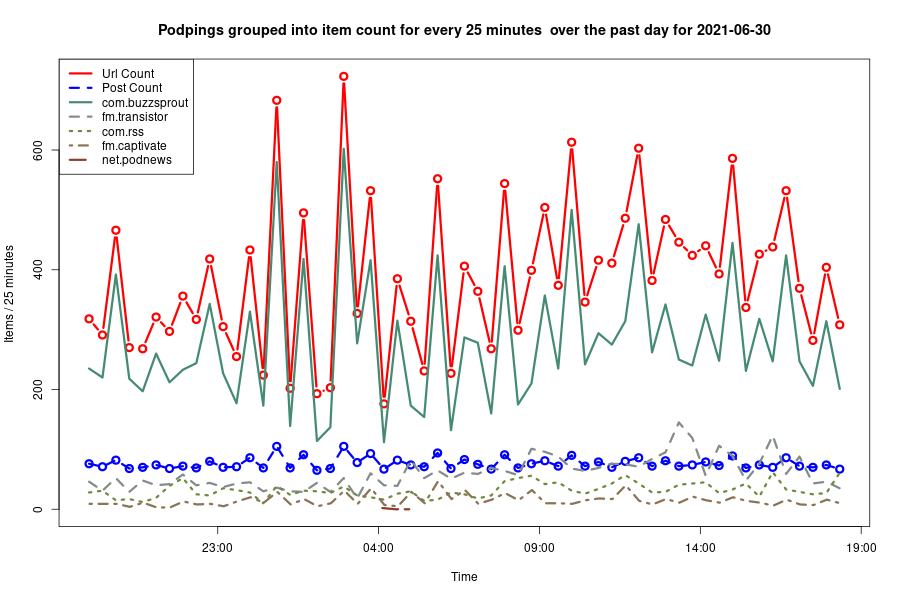 Podpings grouped into item count for every 25 minutes  over the past day for 2021-06-30
Url Count
Post Count
com.buzzsprout
fm.transistor
com.rss
fm.captivate
net.podnews
Items / 25 minutes
600
400
200
0
23:00
04:00
09:00
14:00
19:00
Time